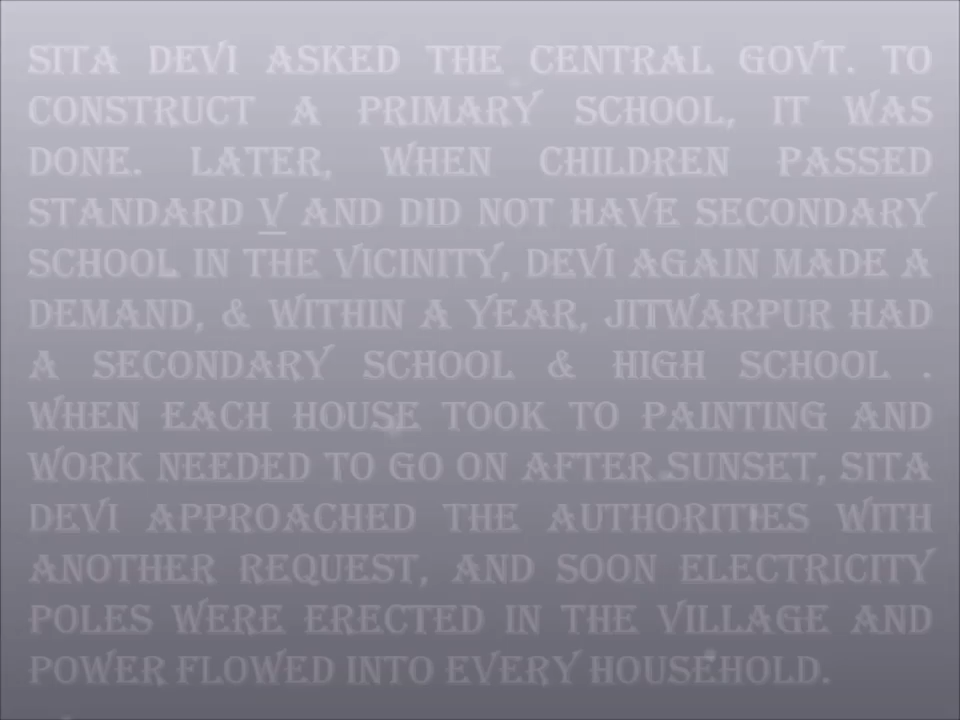 SITA DEVI ASKED THE CENTRAL GOVT. TO
CONSTRUCT A PRIMARY SCHOOL, IT WAS
DONE. LATER, WHEN CHILDREN PASSED
STANDARD V AND DID NOT HAVE SECONDARY
SCHOOL IN THE VICINITY, DEVI AGAIN MADE A
DEMAND, & WITHIN A YEAR, JITWARPUR HAD
A SECONDARY SCHOOL & HIGH SCHOOL .
WHEN EACH HOUSE TOOK TO PAINTING AND
WORK NEEDED TO GO ON AFTER SUNSET, SITA
DEVI APPROACHED THE AUTHORITIES WITH
ANOTHER REQUEST, AND SOON ELECTRICITY
POLES WERE ERECTED IN THE VILLAGE AND
POWER FLOWED INTO EVERY HOUSEHOLD.